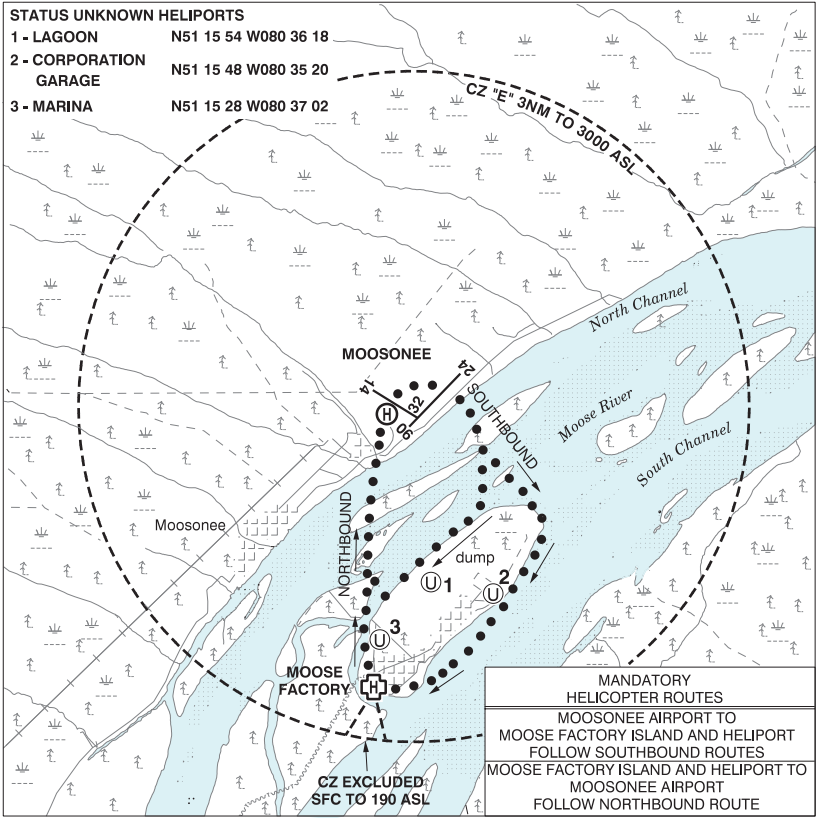 STATUS UNKNOWN HELIPORTS
1 - LAGOON N51 15 54 W080 36 18
2 - CORPORATION GARAGE N51 15 48 W080 35 20
3 - MARINA N51 15 28 W080 37 02
CZ "E" 3NM TO 3000 ASL
North Channel
MOOSONEE
24
14
32
H
06
SOUTHBOUND
Moose River
South Channel
Moosonee
NORTHBOUND
dump
U 1
U 2
U 3
MOOSE
FACTORY
H
CZ EXCLUDED
SFC TO 190 ASL
MANDATORY
HELICOPTER ROUTES
MOOSONEE AIRPORT TO
MOOSE FACTORY ISLAND AND HELIPORT
FOLLOW SOUTHBOUND ROUTES
MOOSE FACTORY ISLAND AND HELIPORT TO
MOOSONEE AIRPORT
FOLLOW NORTHBOUND ROUTE